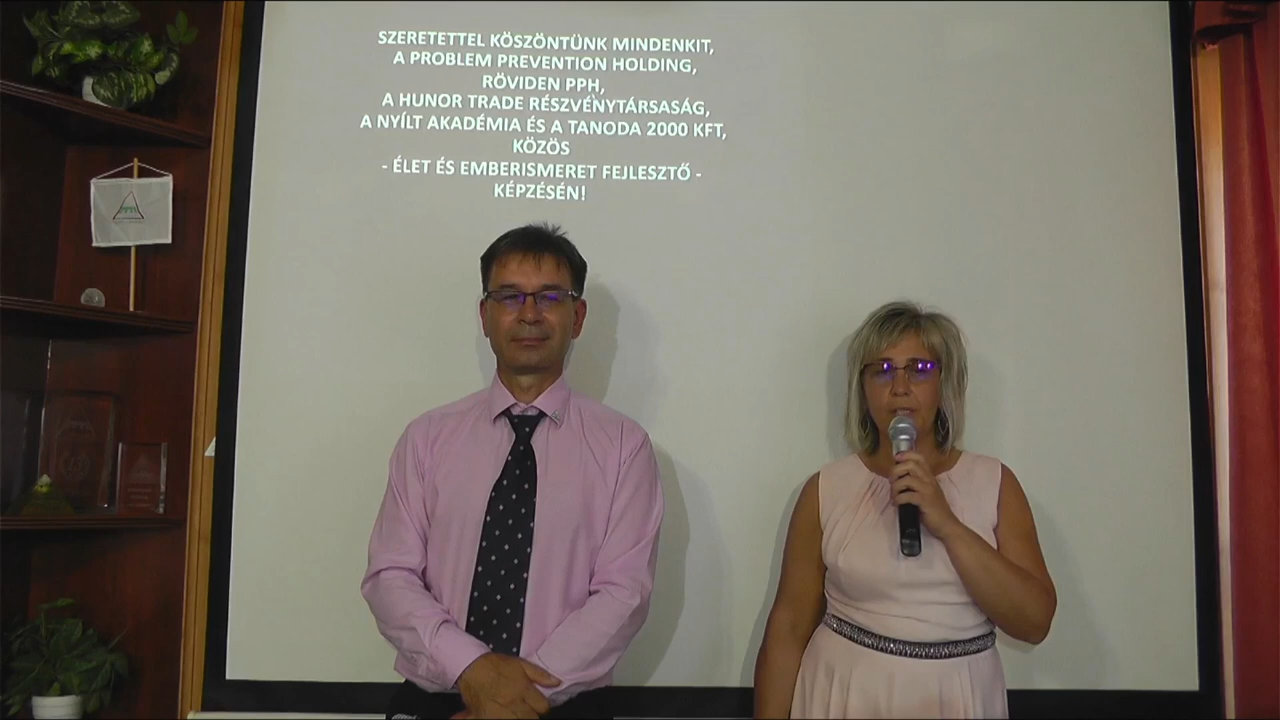 SZERETETTEL KÖSZÖNTÜNK MINDENKIT,
A PROBLEM PREVENTION HOLDING,
RÖVIDEN PPH,
A HUNOR TRADE RÉSZVÉNYTÁRSASÁG,
A NYÍLT AKADÉMIA ÉS A TANODA 2000 KFT,
KÖZÖS
- ÉLET ÉS EMBERISMERET FEJLESZTŐ -
KÉPZÉSÉN!